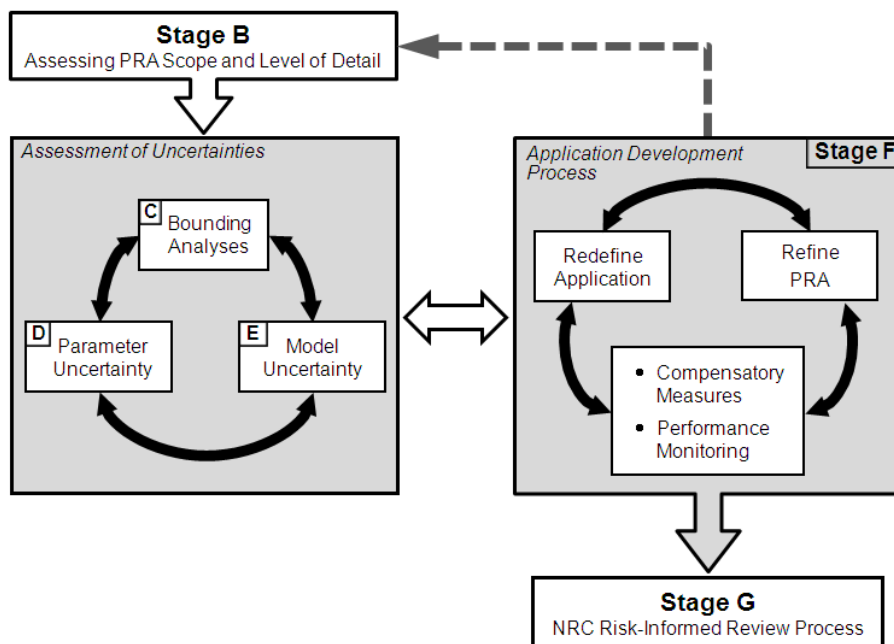 Stage B
Assessing PRA Scope and Level of Detail
Assessment of Uncertainties
C
Bounding
Analyses
D
Parameter
Uncertainty
E
Model
Uncertainty
Application Development
Process
Stage F
Redefine
Application
Refine
PRA
• Compensatory
Measures
• Performance
Monitoring
Stage G
NRC Risk-Informed Review Process